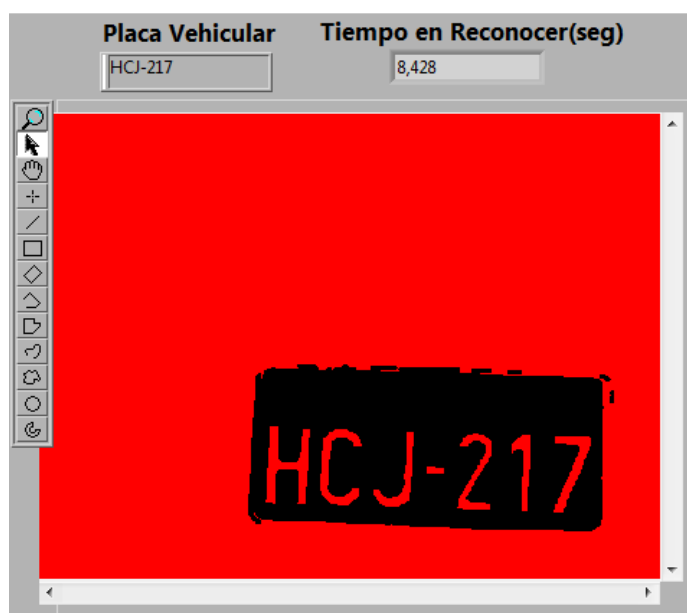 Placa Vehicular
Tiempo en Reconocer(seg)
HCJ-217
8,428
HCJ-217